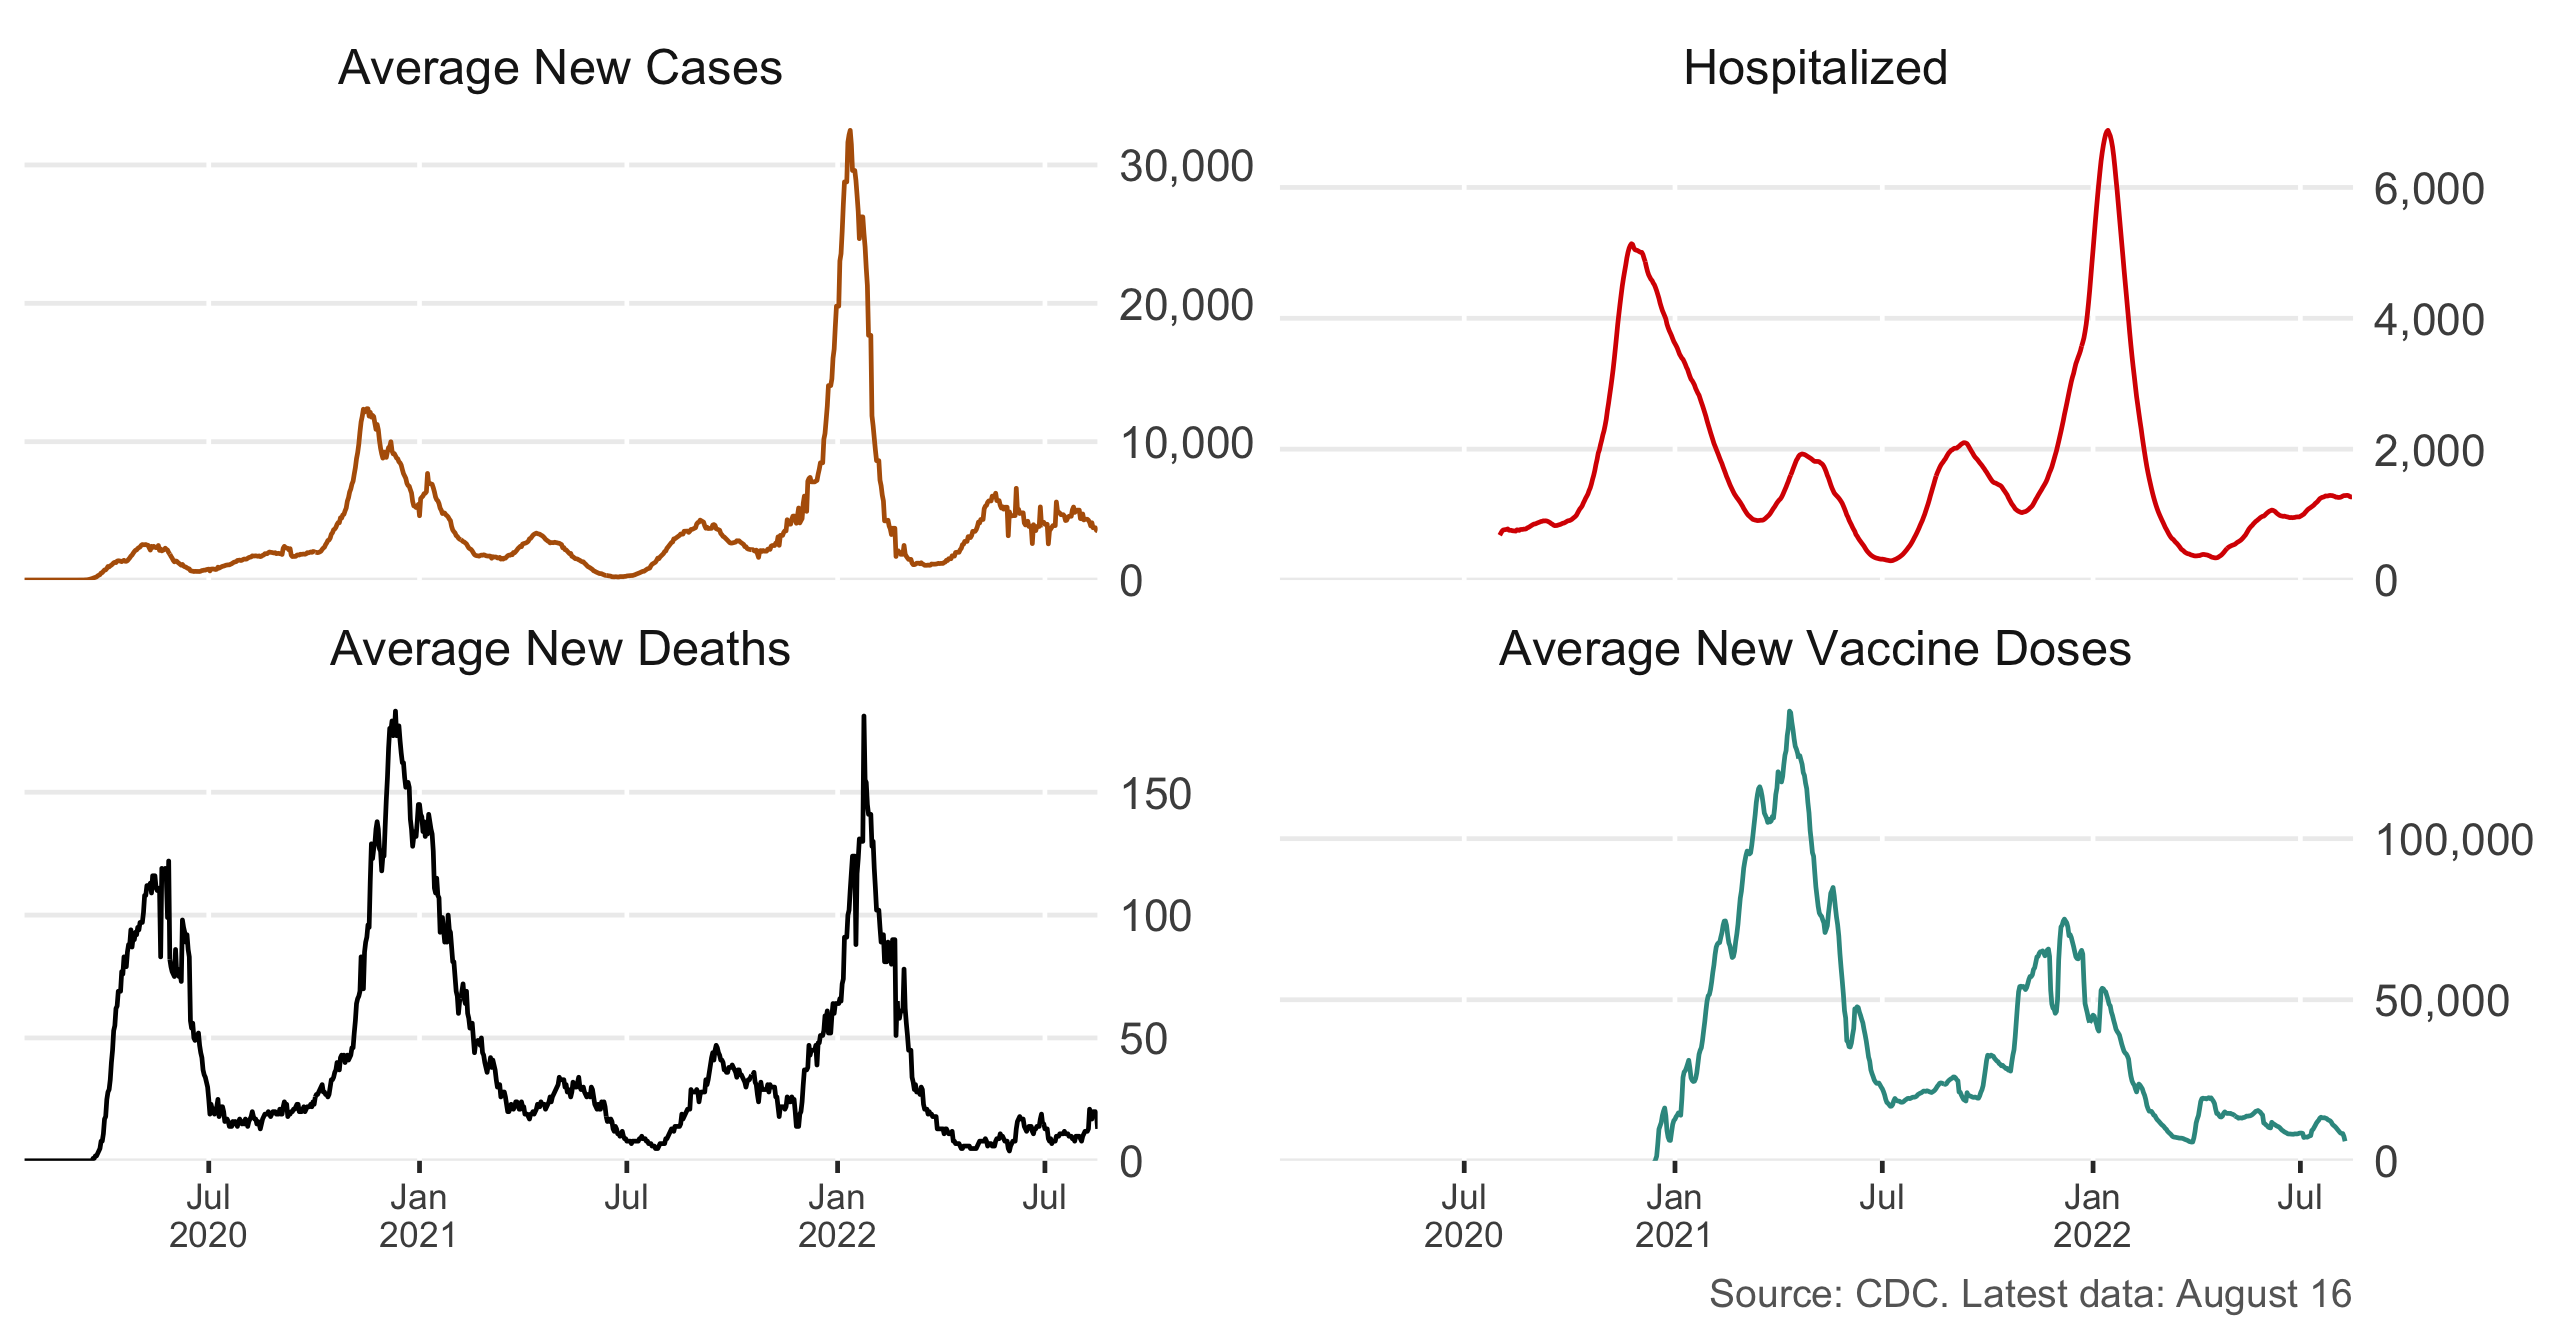 Average New Cases
30,000
20,000
10,000
0
Hospitalized
6,000
4,000
2,000
0
Average New Deaths
150
100
50
0
Jul Jan Jul Jan Jul
2020 2021 2022
Average New Vaccine Doses
100,000
50,000
0
Jul Jan Jul Jan Jul
2020 2021 2022
Source: CDC. Latest data: August 16